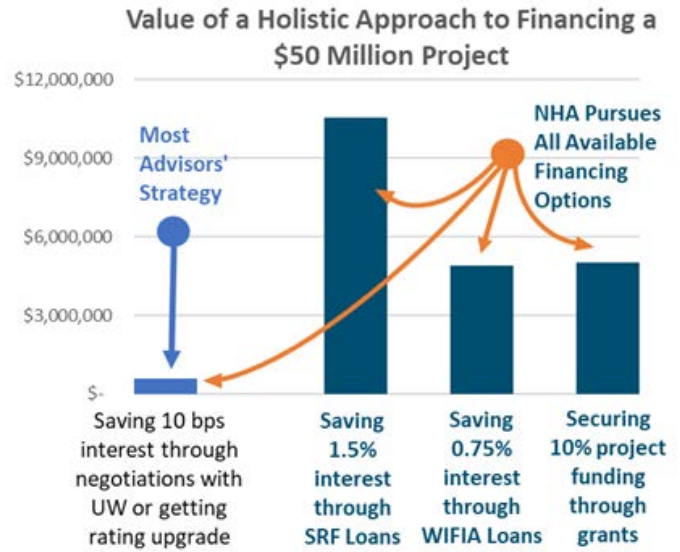 Value of a Holistic Approach to Financing a
$50 Million Project
$12,000,000
$9,000,000
$6,000,000
$3,000,000
$-
Most
Advisors'
Strategy
NHA Pursues
All Available
Financing
Options
Saving 10 bps
interest through
negotiations with
UW or getting
rating upgrade
Saving
1.5%
interest
through
SRF Loans
Saving
0.75%
interest
through
WIFIA Loans
Securing
10% project
funding
through
grants